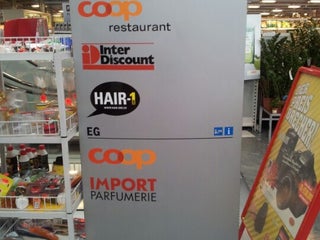 coop
restaurant
Inter
Discount
HAIR-1
EG
i
coop
IMPORT
PARFUMERIE